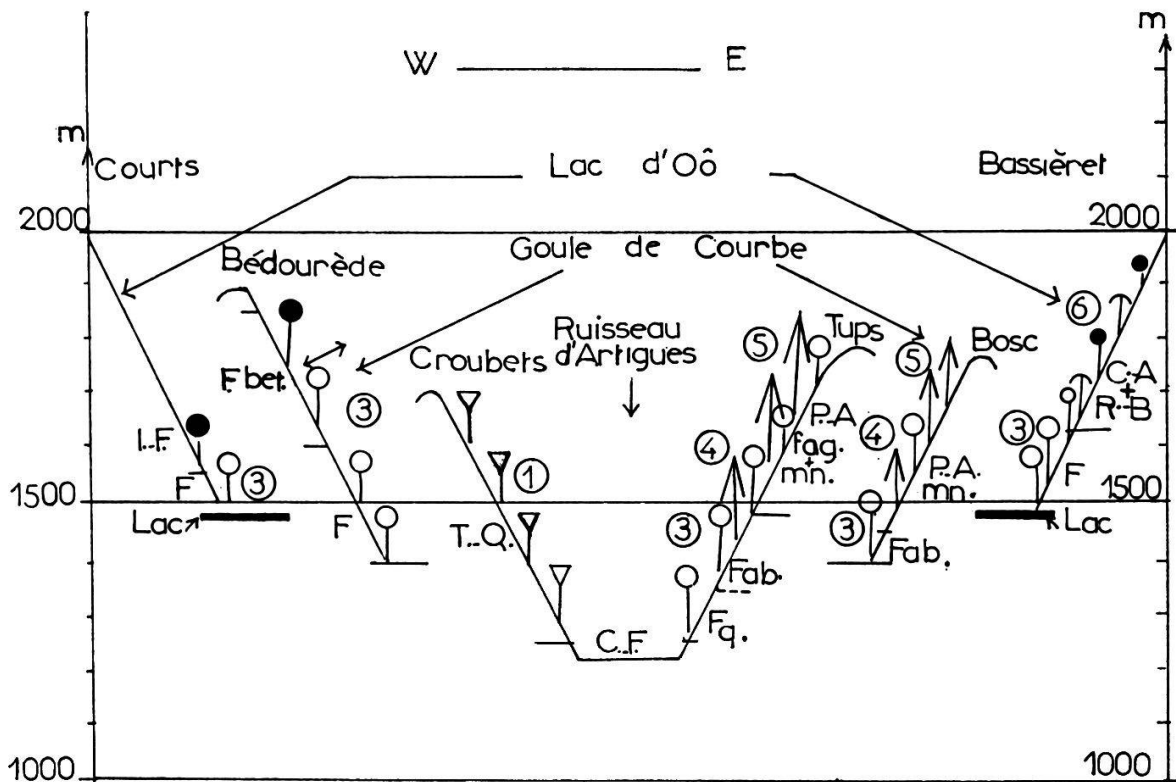 W E
m
m
Courts
Lac d'Oô
Bassièret
2000
2000
Goule de Courbe
Bédourède
⑥
Ruisseau
d'Artigues
Croubets
⑤
Tups
⑤
Bosc
F bet.
③
C.-A
+
R.-B
P.-A
fag.
+
mn.
I.-F
④
④
③
F
③
①
P.-A.
mn.
F
1500
1500
Lac
F
T.-Q.
③
③
Lac
Fab.
Fab.
C.-F
Fq.
1000
1000